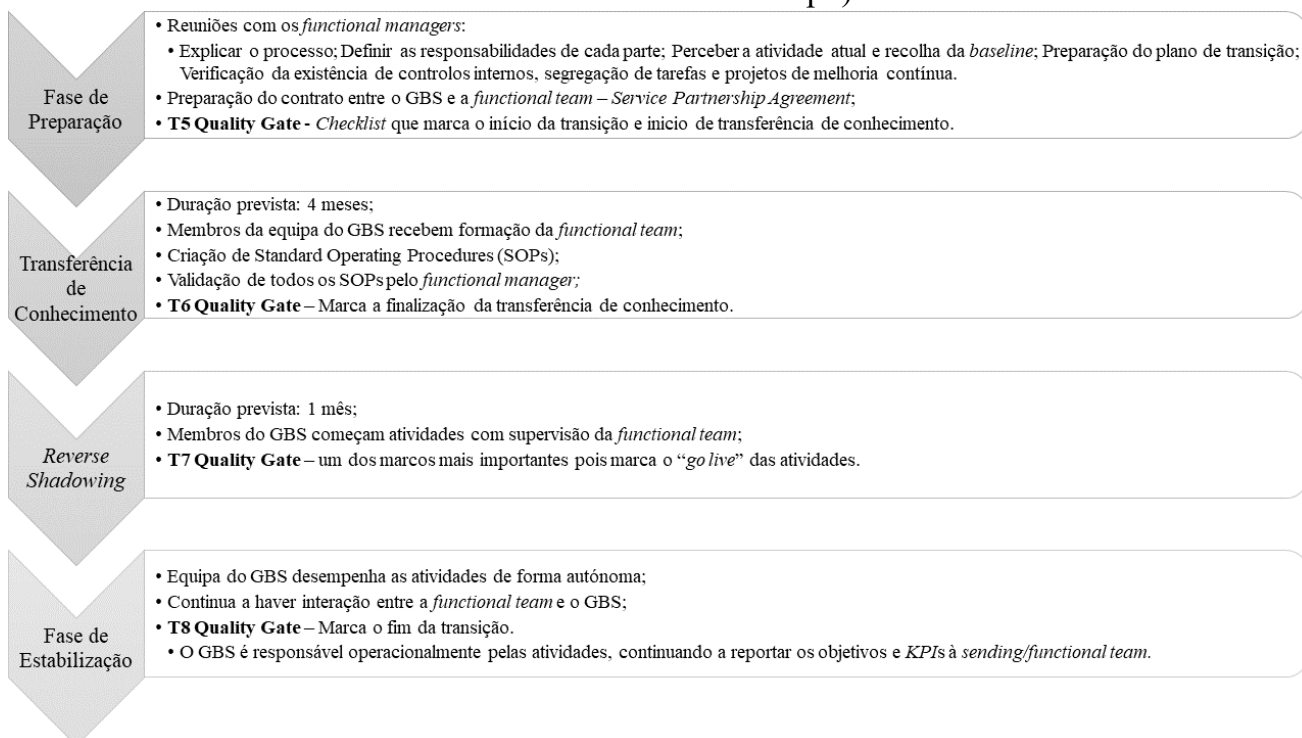 • Reuniões com os functional managers:
• Explicar o processo; Definir as responsabilidades de cada parte; Perceber a atividade atual e recolha da baseline; Preparação do plano de transição;
Verificação da existência de controlos internos, segregação de tarefas e projetos de melhoria contínua.
Fase de
Preparação
• Preparação do contrato entre o GBS e a functional team – Service Partnership Agreement;
• T5 Quality Gate - Checklist que marca o início da transição e inicio de transferência de conhecimento.
Transferência
de
Conhecimento
• Duração prevista: 4 meses;
• Membros da equipa do GBS recebem formação da functional team;
• Criação de Standard Operating Procedures (SOPs);
• Validação de todos os SOPs pelo functional manager;
• T6 Quality Gate – Marca a finalização da transferência de conhecimento.
Reverse
Shadowing
• Duração prevista: 1 mês;
• Membros do GBS começam atividades com supervisão da functional team;
• T7 Quality Gate – um dos marcos mais importantes pois marca o “go live” das atividades.
Fase de
Estabilização
• Equipa do GBS desempenha as atividades de forma autónoma;
• Continua a haver interação entre a functional team e o GBS;
• T8 Quality Gate – Marca o fim da transição.
• O GBS é responsável operacionalmente pelas atividades, continuando a reportar os objetivos e KPIs à sending/functional team.